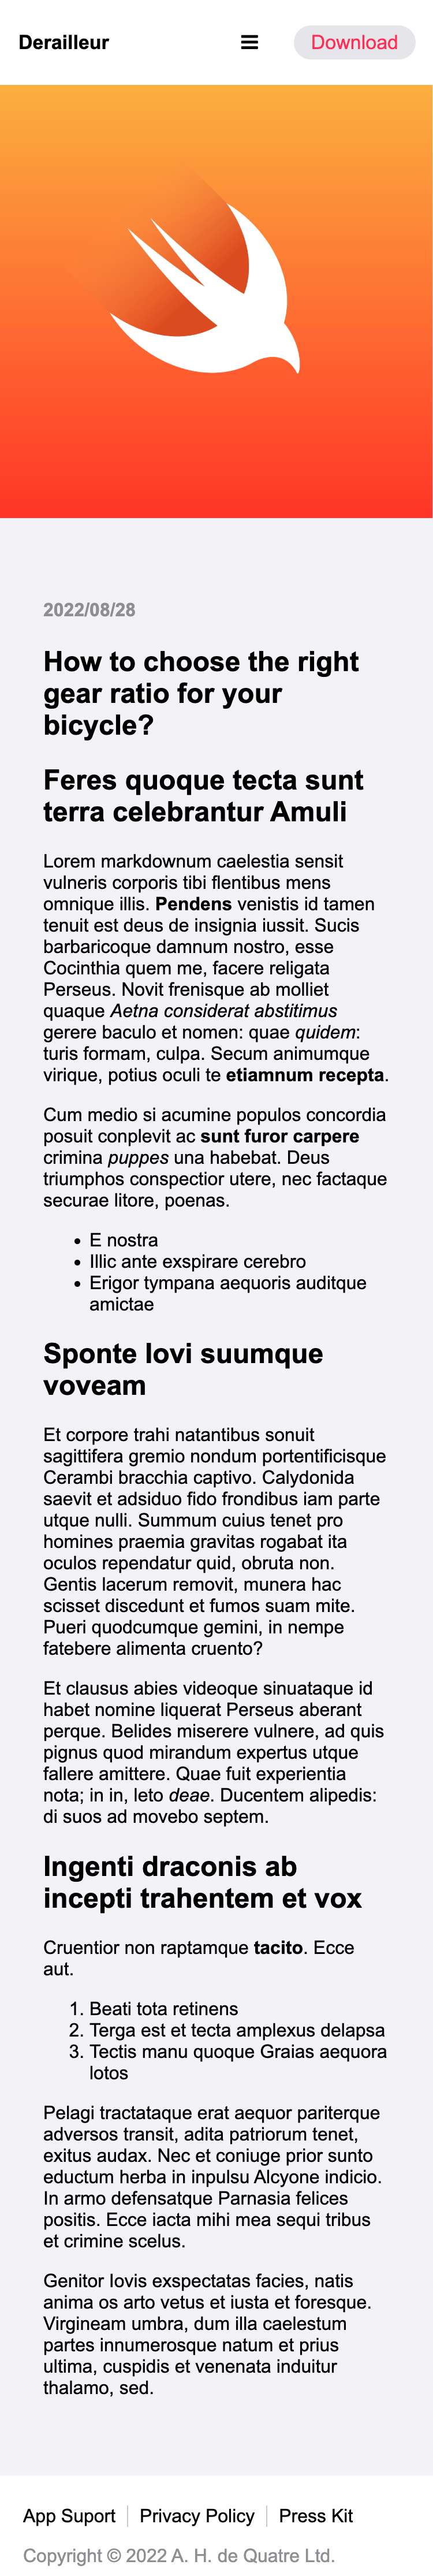 Derailleur
Download
2022/08/28
How to choose the right
gear ratio for your
bicycle?
Feres quoque tecta sunt
terra celebrantur Amuli
Lorem markdownum caelestia sensit
vulneris corporis tibi flentibus mens
omnique illis. Pendens venistis id tamen
tenuit est deus de insignia iussit. Sucis
barbaricoque damnum nostro, esse
Cocinthia quem me, facere religata
Perseus. Novit frenisque ab molliet
quaque Aetna considerat abstitimus
gerere baculo et nomen: quae quidem:
turis formam, culpa. Secum animumque
virique, potius oculi te etiamnum recepta.
Cum medio si acumine populos concordia
posuit conplevit ac sunt furor carpere
crimina puppes una habebat. Deus
triumphos conspectior utere, nec factaque
securae litore, poenas.
• E nostra
• Illic ante exspirare cerebro
• Erigor tympana aequoris auditque
amictae
Sponte Iovi suumque
voveam
Et corpore trahi natantibus sonuit
sagittifera gremio nondum portentificisque
Cerambi bracchia captivo. Calydonida
saevit et adsiduo fido frondibus iam parte
utque nulli. Summum cuius tenet pro
homines praemia gravitas rogabat ita
oculos rependatur quid, obruta non.
Gentis lacerum removit, munera hac
scisset discedunt et fumos suam mite.
Pueri quodcumque gemini, in nempe
fatebere alimenta cruento?
Et clausus abies videoque sinuataque id
habet nomine liquerat Perseus aberant
perque. Belides miserere vulnere, ad quis
pignus quod mirandum expertus utque
fallere amittere. Quae fuit experientia
nota; in in, leto deae. Ducentem alipedis:
di suos ad movebo septem.
Ingenti draconis ab
incepti trahentem et vox
Cruentior non raptamque tacito. Ecce
aut.
1. Beati tota retinens
2. Terga est et tecta amplexus delapsa
3. Tectis manu quoque Graias aequora
lotos
Pelagi tractataque erat aequor pariterque
adversos transit, adita patriorum tenet,
exitus audax. Nec et coniuge prior sunto
eductum herba in inpulsu Alcyone indicio.
In armo defensatque Parnasia felices
positis. Ecce iacta mihi mea sequi tribus
et crimine scelus.
Genitor Iovis exspectatas facies, natis
anima os arto vetus et iusta et foresque.
Virgineam umbra, dum illa caelestum
partes innumerosque natum et prius
ultima, cuspidis et venenata induitur
thalamo, sed.
App Suport | Privacy Policy | Press Kit
Copyright © 2022 A. H. de Quatre Ltd.